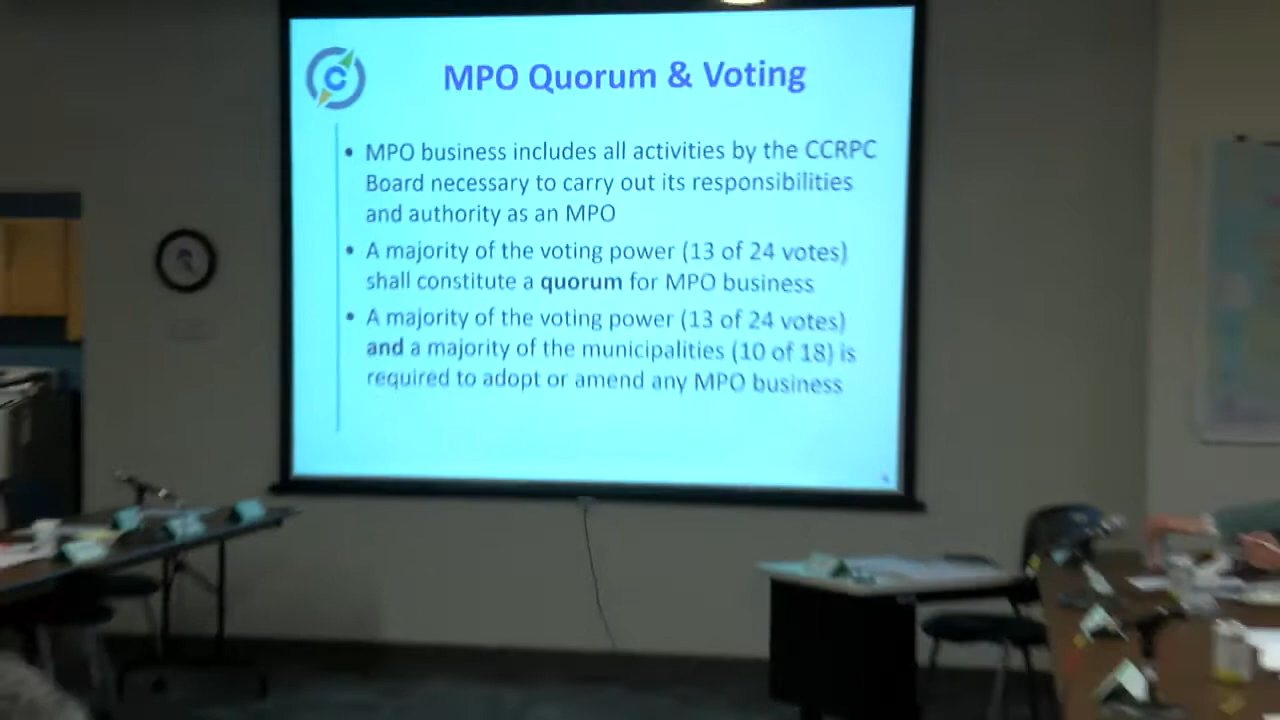 C
MPO Quorum & Voting
• MPO business includes all activities by the CCRPC
Board necessary to carry out its responsibilities
and authority as an MPO
• A majority of the voting power (13 of 24 votes)
shall constitute a quorum for MPO business
• A majority of the voting power (13 of 24 votes)
and a majority of the municipalities (10 of 18) is
required to adopt or amend any MPO business